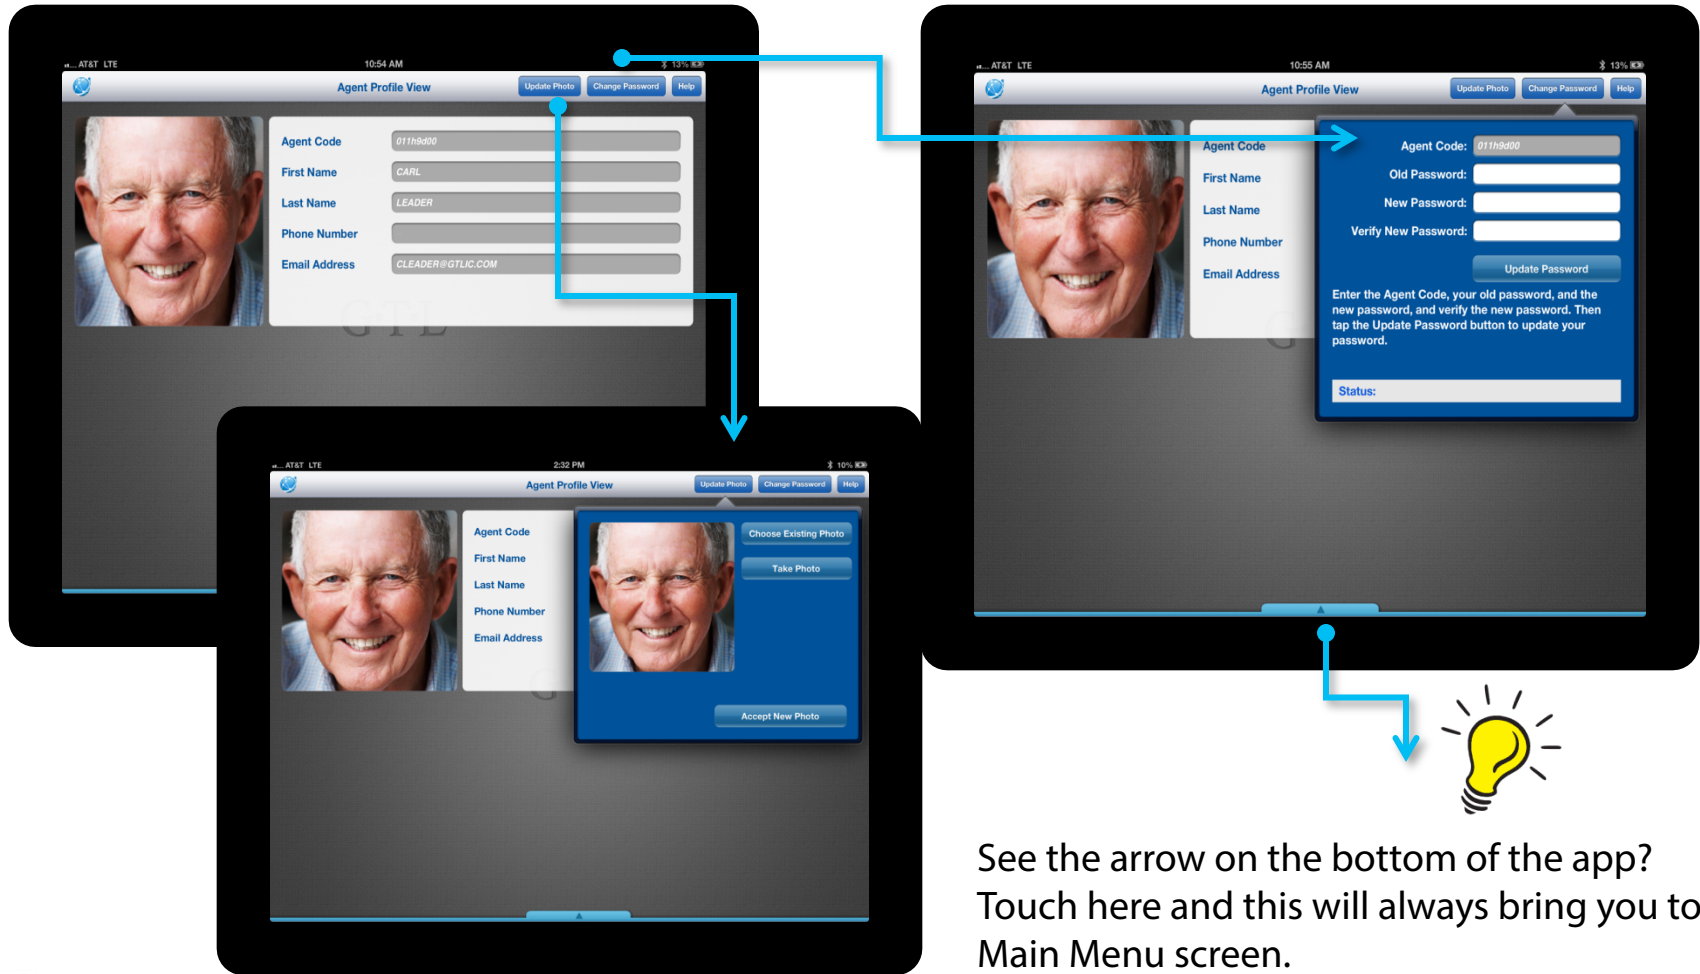 AT&T LTE
10:54 AM
13%
Agent Profile View
Update Photo
Change Password
Help
Agent Code
011h9d00
First Name
CARL
Last Name
LEADER
Phone Number
Email Address
CLEADER@GTLIC.COM
GTL
AT&T LTE
10:55 AM
13%
Agent Profile View
Update Photo
Change Password
Help
Agent Code
First Name
Last Name
Phone Number
Email Address
G
Agent Code:
011h9d00
Old Password:
New Password:
Verify New Password:
Update Password
Enter the Agent Code, your old password, and the
new password, and verify the new password. Then
tap the Update Password button to update your
password.
Status:
AT&T LTE
2:32 PM
10%
Agent Profile View
Update Photo
Change Password
Help
Agent Code
First Name
Last Name
Phone Number
Email Address
G
Choose Existing Photo
Take Photo
Accept New Photo
See the arrow on the bottom of the app?
Touch here and this will always bring you to
Main Menu screen.